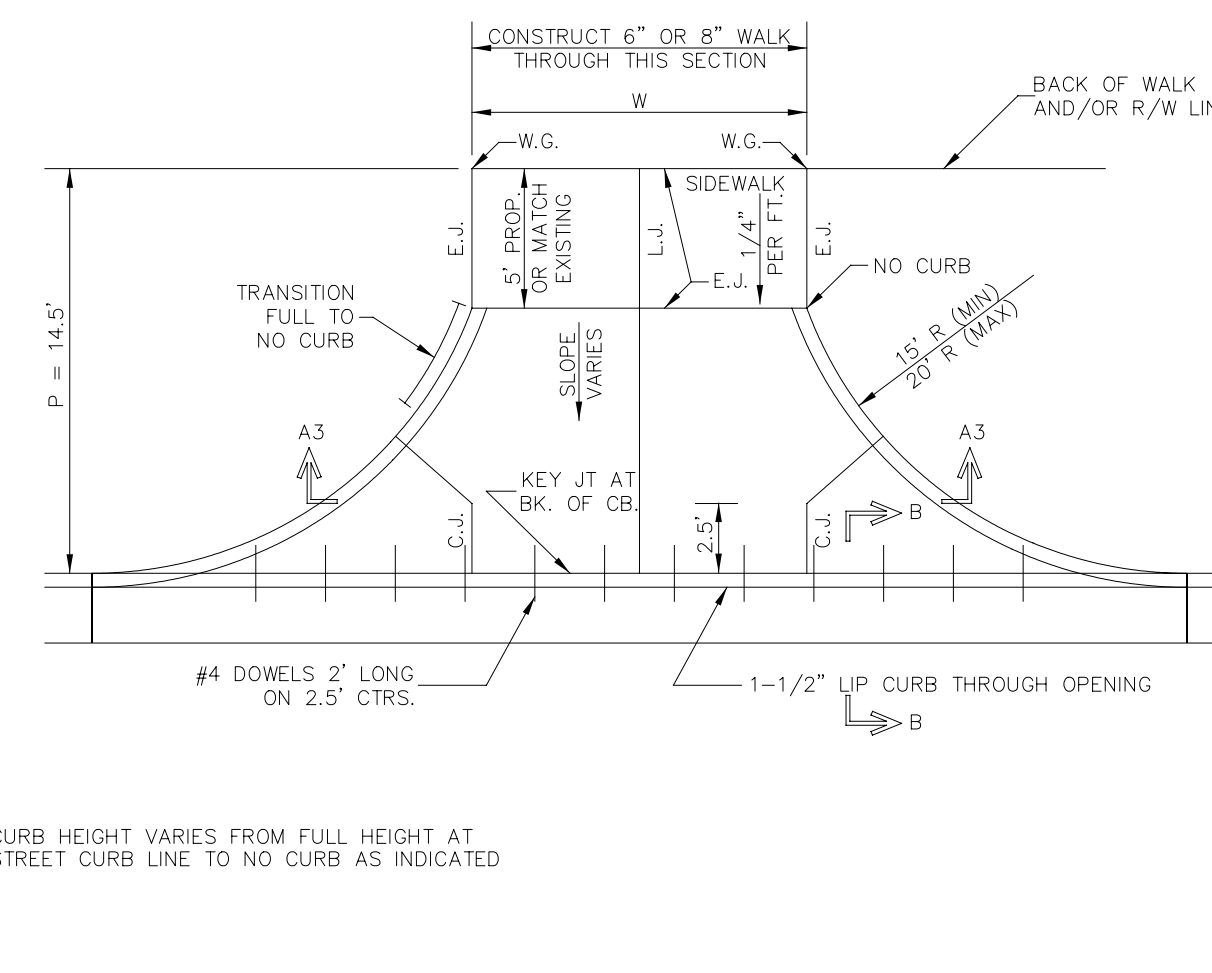 CONSTRUCT 6" OR 8" WALK
THROUGH THIS SECTION
W
BACK OF WALK
AND/OR R/W LIN
W.G.
W.G.
SIDEWALK
1/4"
PER FT.
5' PROP.
OR MATCH
EXISTING
E.J.
L.J.
E.J.
E.J.
NO CURB
TRANSITION
FULL TO
NO CURB
P = 14.5'
15' R (MIN)
20' R (MAX)
SLOPE
VARIES
A3
A3
KEY JT AT
BK. OF CB.
C.J.
2.5'
C.J.
B
#4 DOWELS 2' LONG
ON 2.5' CTRS.
1-1/2" LIP CURB THROUGH OPENING
B
CURB HEIGHT VARIES FROM FULL HEIGHT AT
STREET CURB LINE TO NO CURB AS INDICATED